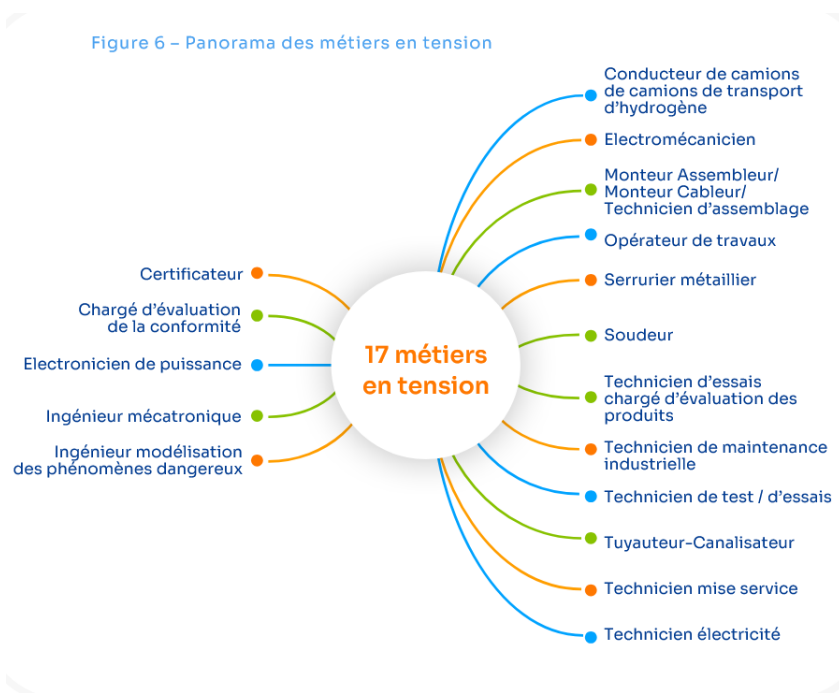 Figure 6 – Panorama des métiers en tension
Certificateur
Chargé d’évaluation
de la conformité
Electronicien de puissance
Ingénieur mécatronique
Ingénieur modélisation
des phénomènes dangereux
17 métiers
en tension
Conducteur de camions
de camions de transport
d’hydrogène
Electromécanicien
Monteur Assembleur/
Monteur Cableur/
Technicien d’assemblage
Opérateur de travaux
Serrurier métaillier
Soudeur
Technicien d’essais
chargé d’évaluation des
produits
Technicien de maintenance
industrielle
Technicien de test / d’essais
Tuyauteur-Canalisateur
Technicien mise service
Technicien électricité